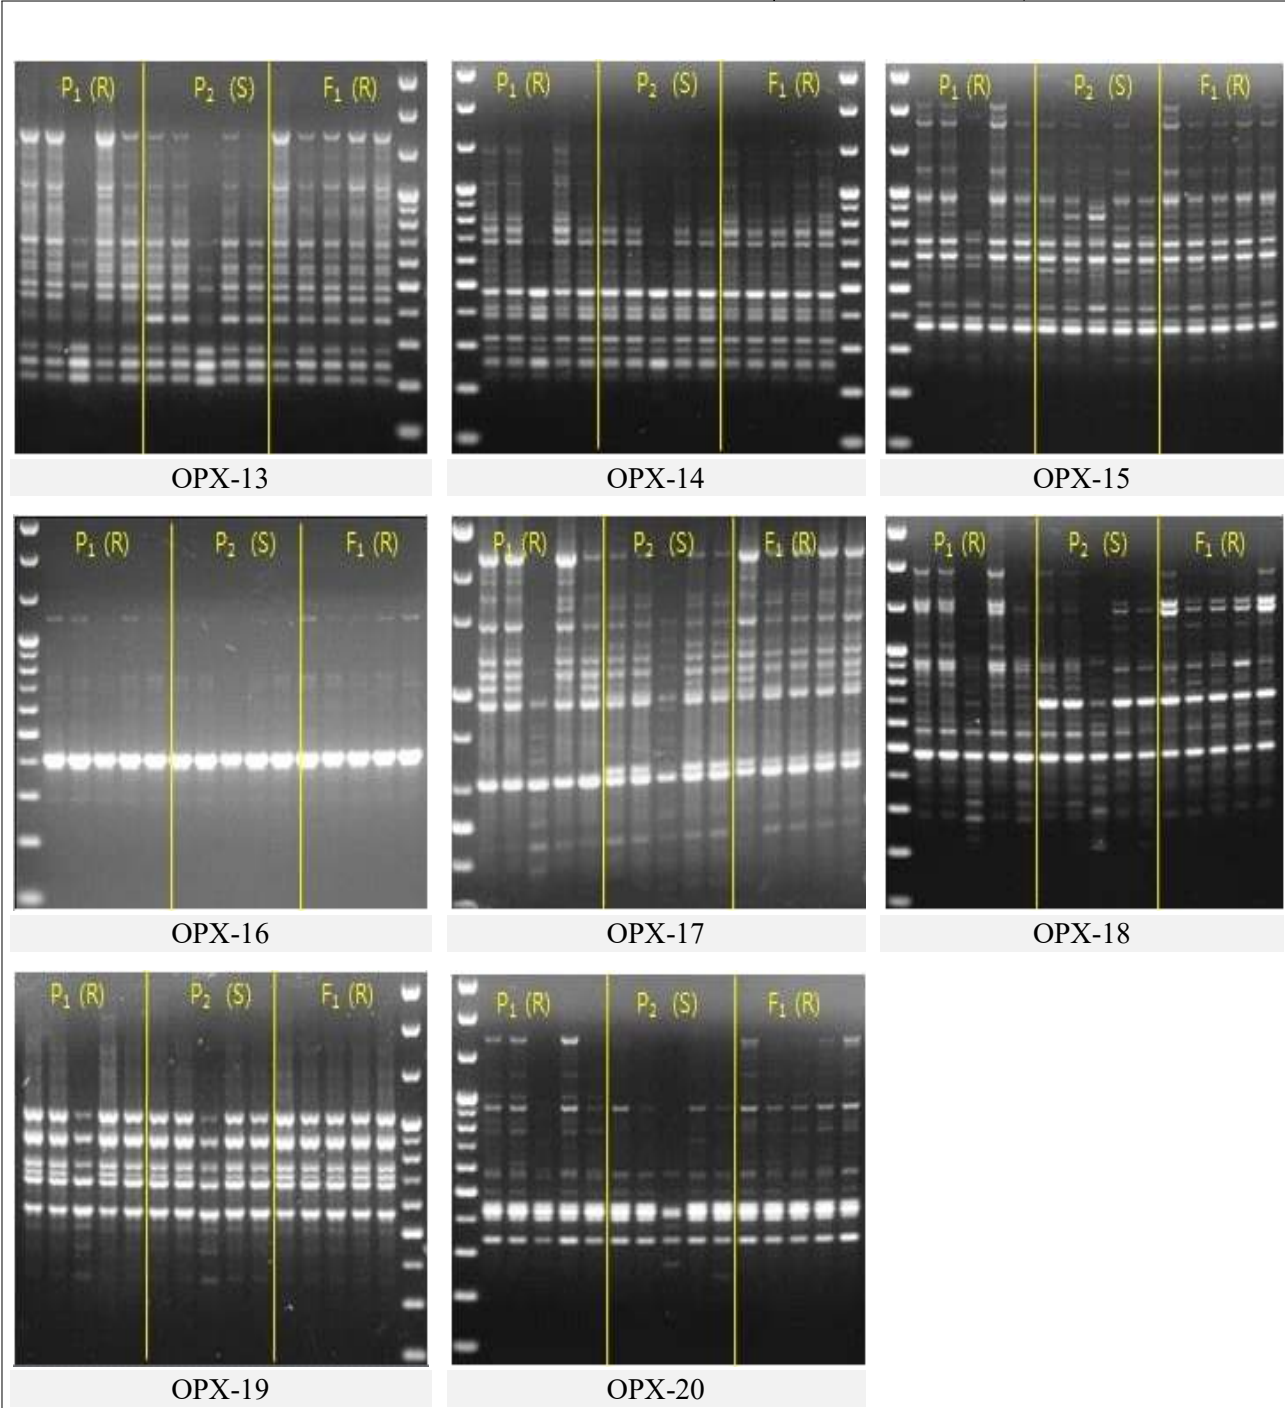 P₁ (R) P₂ (S) F₁ (R) P₁ (R) P₂ (S) F₁ (R) P₁ (R) P₂ (S) F₁ (R)
OPX-13 OPX-14 OPX-15
P₁ (R) P₂ (S) F₁ (R) P₁ (R) P₂ (S) F₁ (R) P₁ (R) P₂ (S) F₁ (R)
OPX-16 OPX-17 OPX-18
P₁ (R) P₂ (S) F₁ (R) P₁ (R) P₂ (S) F₁ (R)
OPX-19 OPX-20